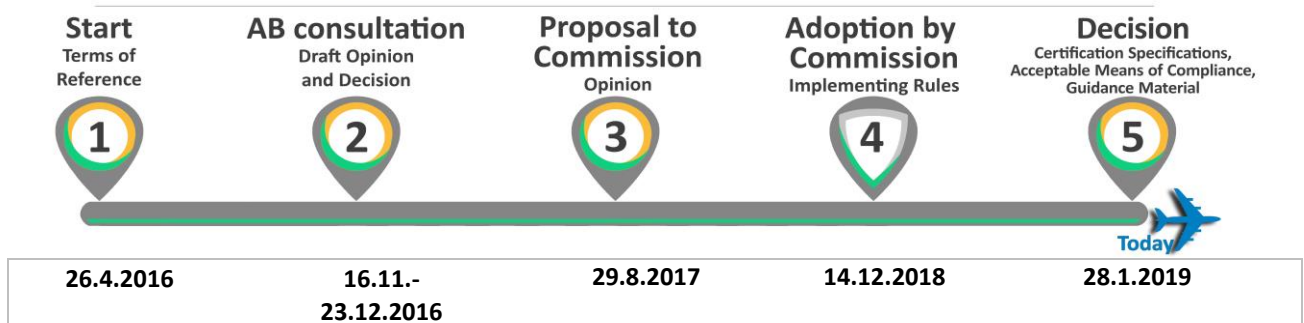 Start
Terms of
Reference
AB consultation
Draft Opinion
and Decision
Proposal to
Commission
Opinion
Adoption by
Commission
Implementing Rules
Decision
Certification Specifications,
Acceptable Means of Compliance,
Guidance Material
1
2
3
4
5
Today
26.4.2016
16.11.-
23.12.2016
29.8.2017
14.12.2018
28.1.2019